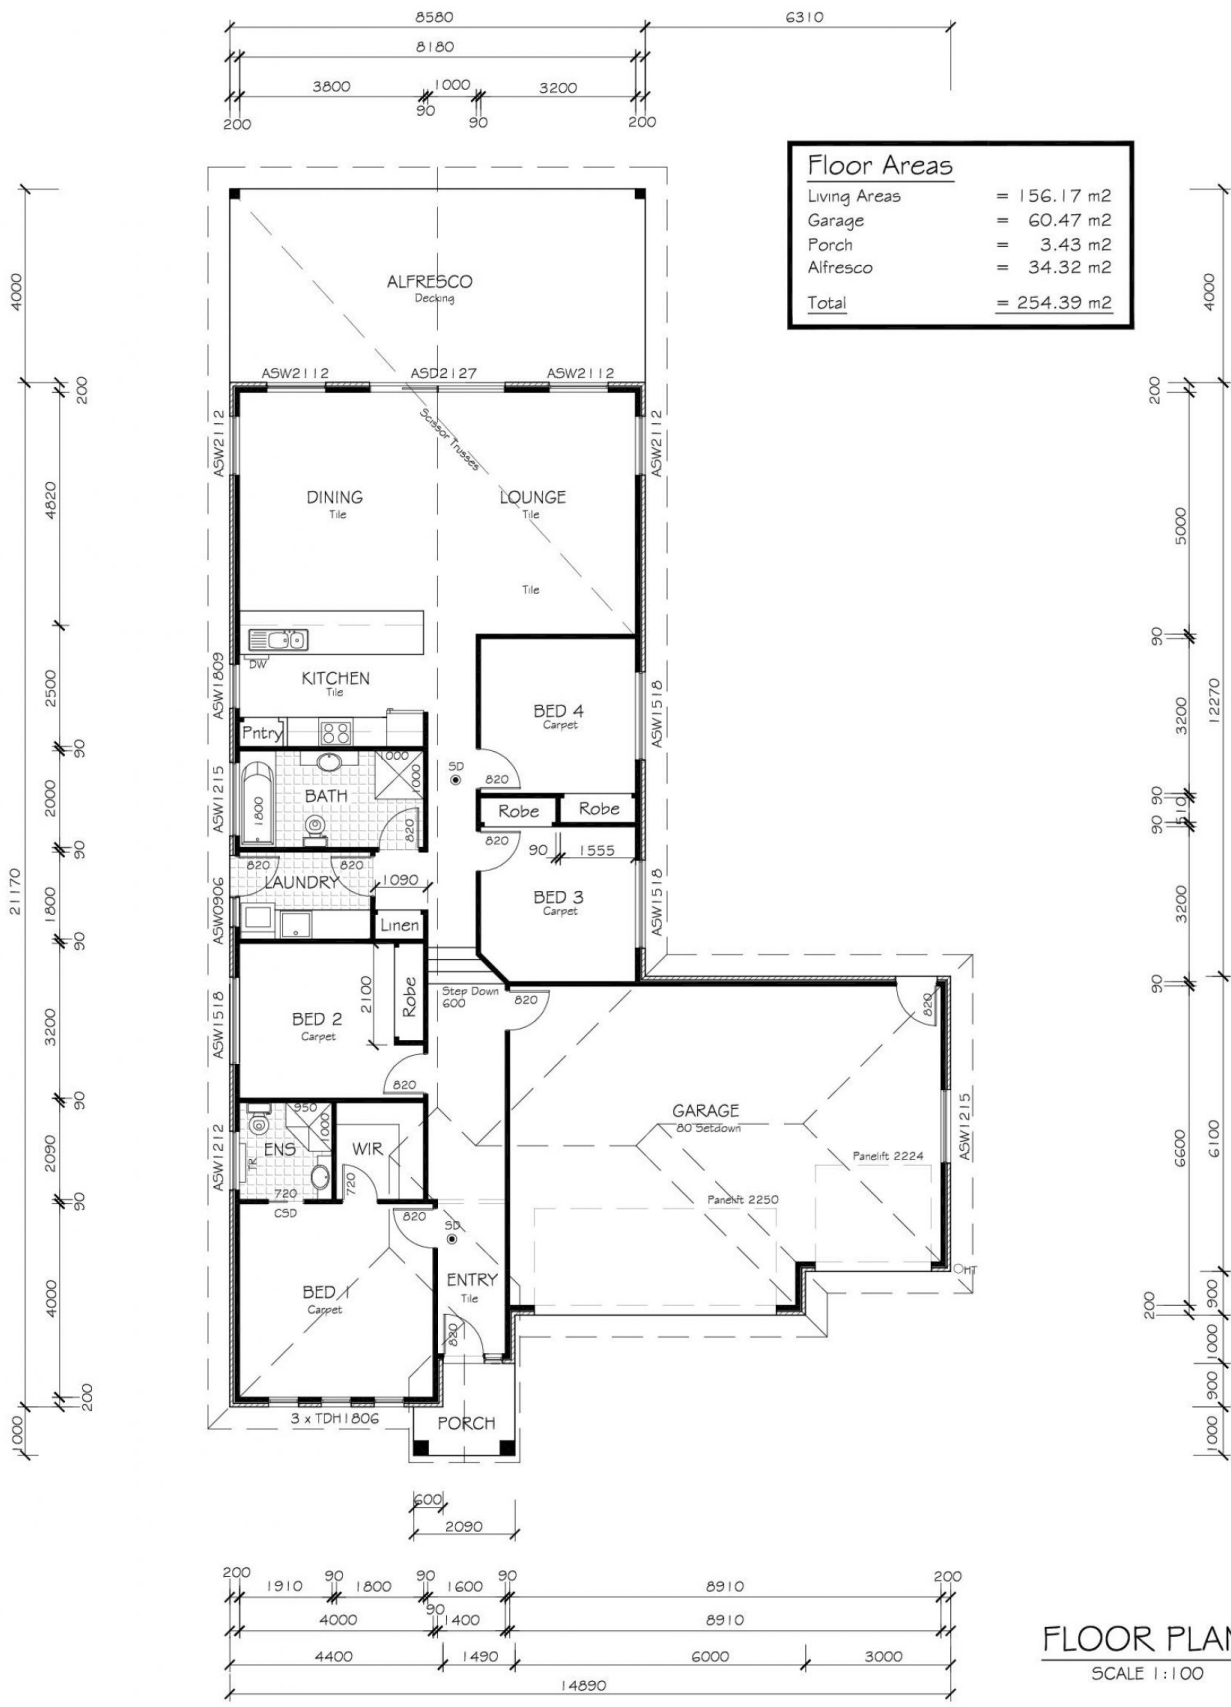 8580
6310
8180
3800
1000
3200
90
90
200
200
Floor Areas
Living Areas = 156.17 m2
Garage = 60.47 m2
Porch = 3.43 m2
Alfresco = 34.32 m2
Total = 254.39 m2
4000
4000
ALFRESCO
Decking
ASW2112
ASD2127
ASW2112
200
200
ASW2112
ASW2112
Scissor Trusses
DINING
Tile
LOUNGE
Tile
4820
5000
Tile
90
DW
KITCHEN
Tile
ASW1809
2500
ASW1518
3200
12270
BED 4
Carpet
Pntry
90
1000
1000
SD
820
ASW1215
2000
BATH
1800
820
Robe
Robe
90
510
90
90
820
820
820
90
1555
LAUNDRY
1090
BED 3
Carpet
21170
1800
ASW0906
ASW1518
3200
Linen
90
Step Down
600
820
820
90
2100
Robe
BED 2
Carpet
ASW1518
3200
820
90
950
1000
GARAGE
80 Setdown
ASW1215
6600
6100
ENS
WIR
TR
ASW1212
2090
Panelift 2224
720
720
CSD
90
Panelift 2250
820
SD
HT
BED 1
Carpet
ENTRY
Tile
4000
900
200
820
1000
200
900
3 x TDH1806
PORCH
1000
1000
600
2090
200
90
90
90
200
1910
1800
1600
8910
90
4000
1400
8910
4400
1490
6000
3000
14890
FLOOR PLAN
SCALE 1:100